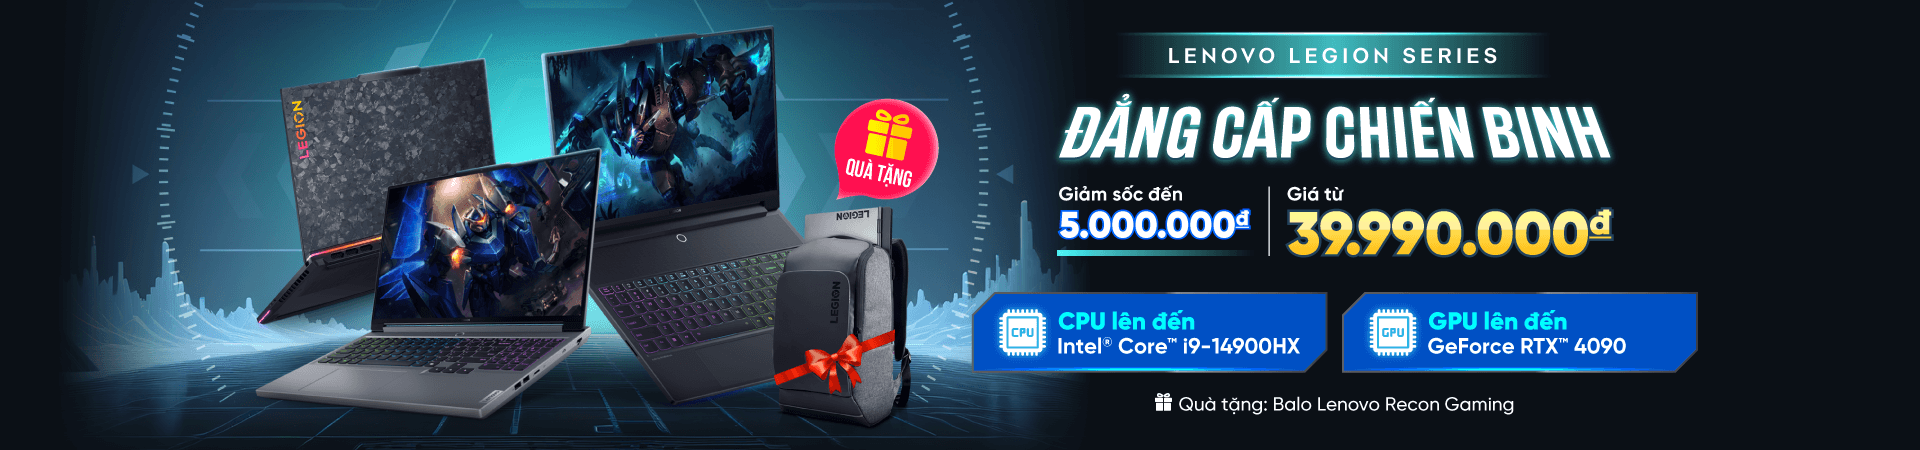 LENOVO LEGION SERIES
ĐẲNG CẤP CHIẾN BINH
Giảm sốc đến
5.000.000đ
Giá từ
39.990.000đ
CPU
CPU lên đến
Intel® Core™ i9-14900HX
GPU
GPU lên đến
GeForce RTX™ 4090
Quà tặng: Balo Lenovo Recon Gaming
QUÀ TẶNG
LEGION
LEGION
LEGION